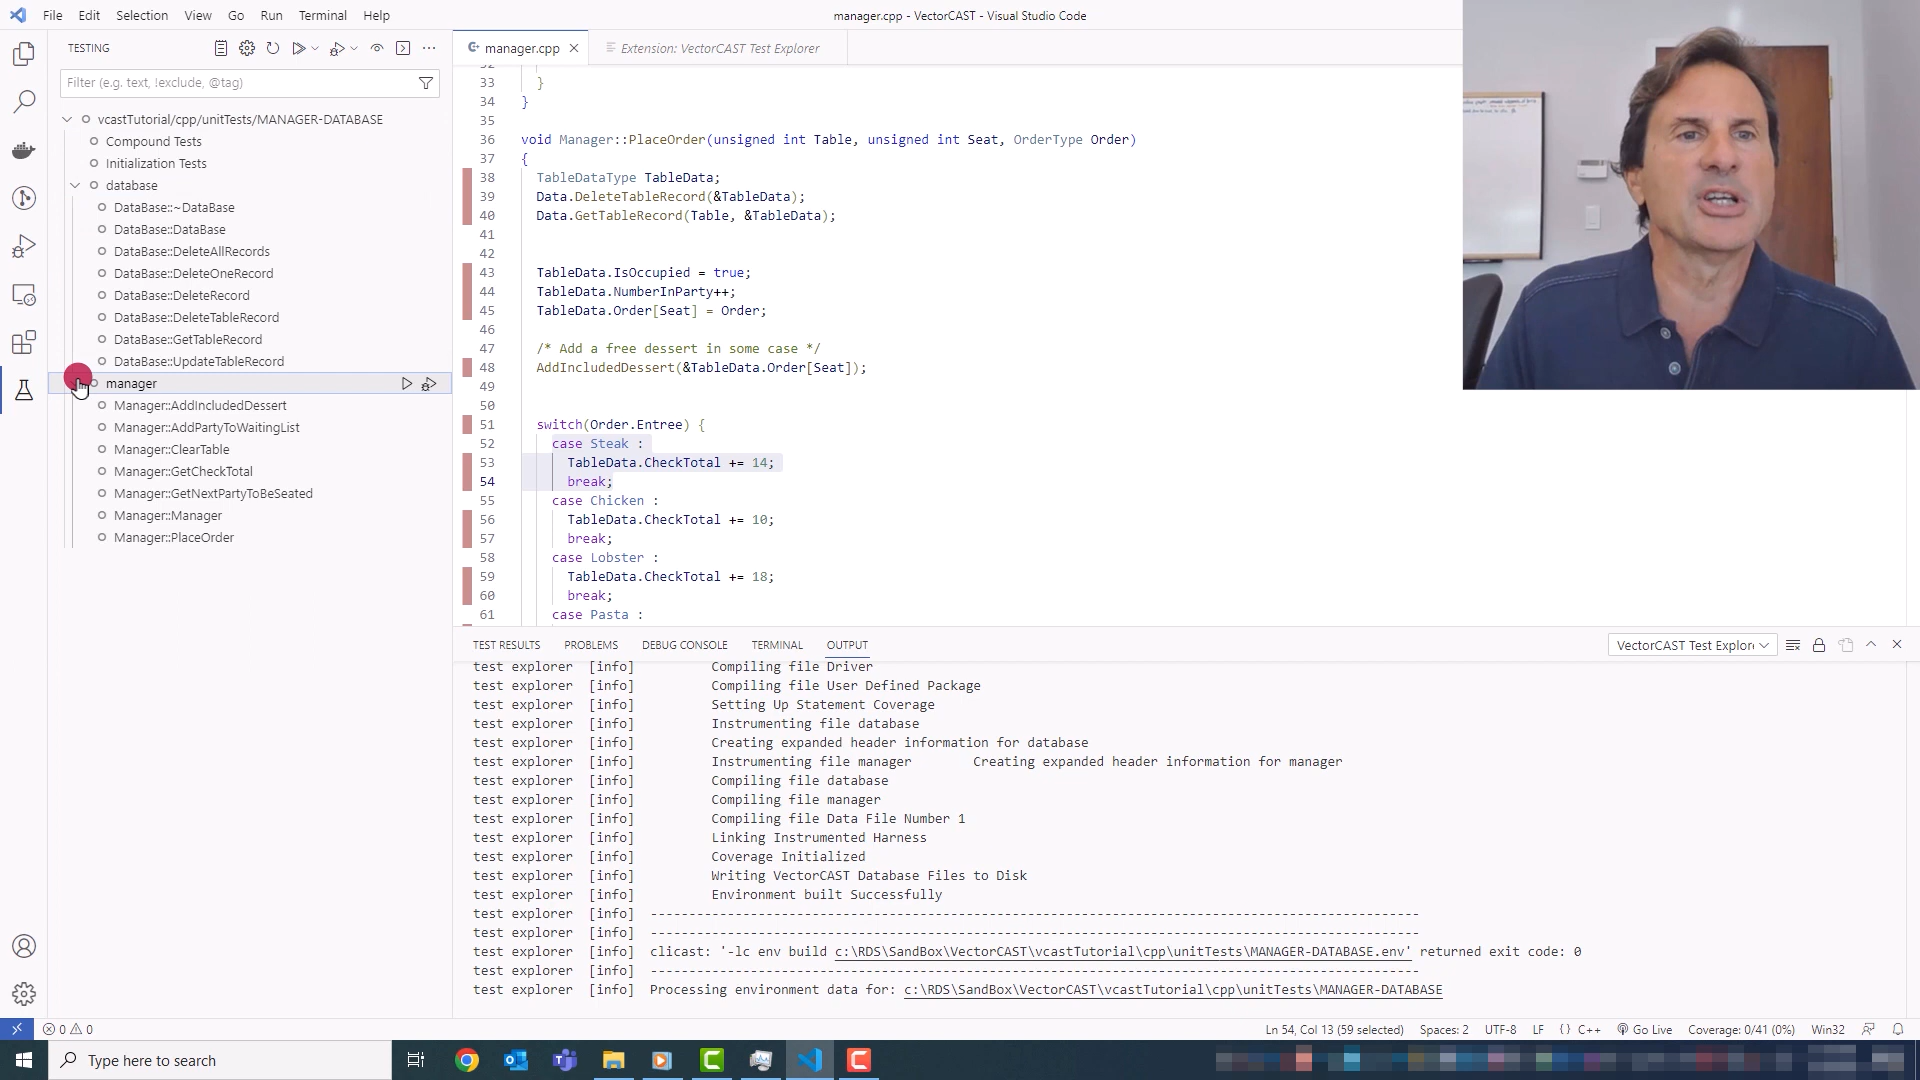 File Edit Selection View Go Run Terminal Help
manager.cpp - VectorCAST - Visual Studio Code
TESTING
Filter (e.g. text, !exclude, @tag)
vcastTutorial/cpp/unitTests/MANAGER-DATABASE
Compound Tests
Initialization Tests
database
DataBase::~DataBase
DataBase::DataBase
DataBase::DeleteAllRecords
DataBase::DeleteOneRecord
DataBase::DeleteRecord
DataBase::DeleteTableRecord
DataBase::GetTableRecord
DataBase::UpdateTableRecord
manager
Manager::AddIncludedDessert
Manager::AddPartyToWaitingList
Manager::ClearTable
Manager::GetCheckTotal
Manager::GetNextPartyToBeSeated
Manager::Manager
Manager::PlaceOrder
manager.cpp
Extension: VectorCAST Test Explorer
33 }
34 }
35
36 void Manager::PlaceOrder(unsigned int Table, unsigned int Seat, OrderType Order)
37 {
38 TableDataType TableData;
39 Data.DeleteTableRecord(&TableData);
40 Data.GetTableRecord(Table, &TableData);
41
42
43 TableData.IsOccupied = true;
44 TableData.NumberInParty++;
45 TableData.Order[Seat] = Order;
46
47 /* Add a free dessert in some case */
48 AddIncludedDessert(&TableData.Order[Seat]);
49
50
51 switch(Order.Entree) {
52 case Steak :
53 TableData.CheckTotal += 14;
54 break;
55 case Chicken :
56 TableData.CheckTotal += 10;
57 break;
58 case Lobster :
59 TableData.CheckTotal += 18;
60 break;
61 case Pasta :
TEST RESULTS PROBLEMS DEBUG CONSOLE TERMINAL OUTPUT
VectorCAST Test Explor
test explorer [info] Compiling file Driver
test explorer [info] Compiling file User Defined Package
test explorer [info] Setting Up Statement Coverage
test explorer [info] Instrumenting file database
test explorer [info] Creating expanded header information for database
test explorer [info] Instrumenting file manager Creating expanded header information for manager
test explorer [info] Compiling file database
test explorer [info] Compiling file manager
test explorer [info] Compiling file Data File Number 1
test explorer [info] Linking Instrumented Harness
test explorer [info] Coverage Initialized
test explorer [info] Writing VectorCAST Database Files to Disk
test explorer [info] Environment built Successfully
test explorer [info] ----------------------------------------------------------------------------------------------------
test explorer [info] ----------------------------------------------------------------------------------------------------
test explorer [info] clicast: '-lc env build c:\RDS\SandBox\VectorCAST\vcastTutorial\cpp\unitTests\MANAGER-DATABASE.env' returned exit code: 0
test explorer [info] ----------------------------------------------------------------------------------------------------
test explorer [info] Processing environment data for: c:\RDS\SandBox\VectorCAST\vcastTutorial\cpp\unitTests\MANAGER-DATABASE
0 0
Ln 54, Col 13 (59 selected) Spaces: 2 UTF-8 LF {} C++ Go Live Coverage: 0/41 (0%) Win32
Type here to search